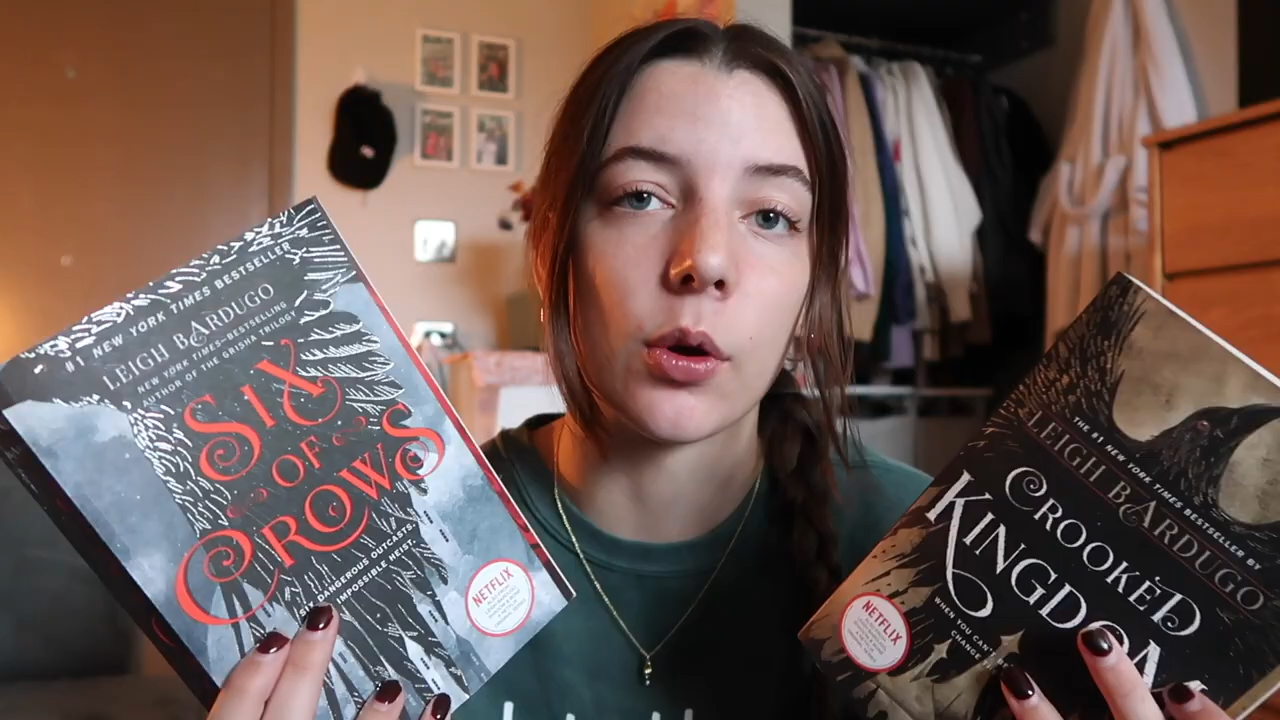 #1 NEW YORK TIMES BESTSELLER
LEIGH BARDUGO
NEW YORK TIMES-BESTSELLING
AUTHOR OF THE GRISHA TRILOGY
SIX
OF
CROWS
SIX DANGEROUS OUTCASTS.
IMPOSSIBLE HEIST.
NETFLIX
THE #1 NEW YORK TIMES BESTSELLER BY
LEIGH BARDUGO
CROOKED
KINGDOM
WHEN YOU CAN'T BE
CHANGE
NETFLIX